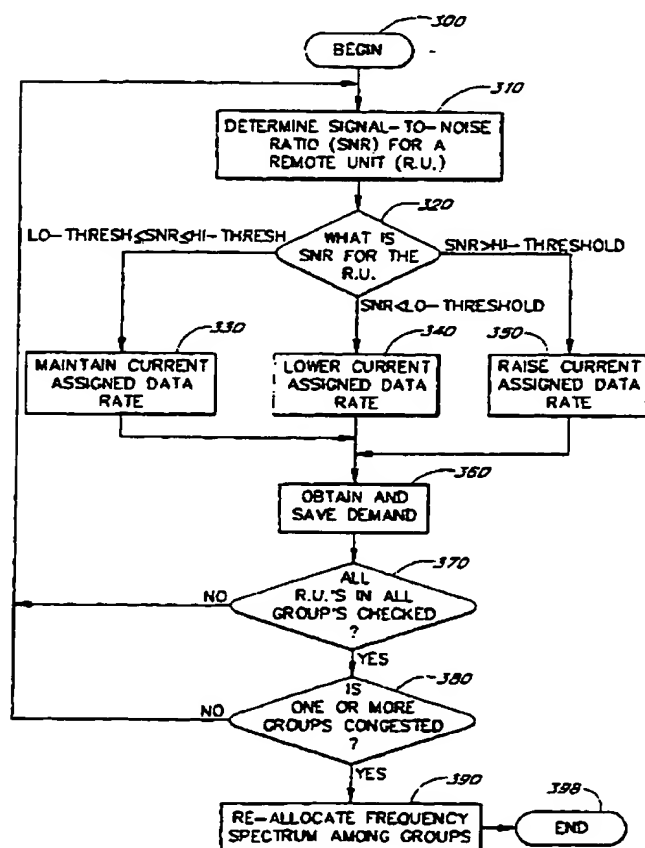 300
BEGIN
310
DETERMINE SIGNAL-TO-NOISE
RATIO (SNR) FOR A
REMOTE UNIT (R.U.)
320
LO-THRESH≤SNR≤HI-THRESH
WHAT IS
SNR FOR THE
R.U.
SNR>HI-THRESHOLD
SNR<LO-THRESHOLD
330
340
350
MAINTAIN CURRENT
ASSIGNED DATA
RATE
LOWER CURRENT
ASSIGNED DATA
RATE
RAISE CURRENT
ASSIGNED DATA
RATE
360
OBTAIN AND
SAVE DEMAND
370
ALL
R.U.'S IN ALL
GROUP'S CHECKED
?
NO
YES
380
IS
ONE OR MORE
GROUPS CONGESTED
?
NO
YES
390
398
RE-ALLOCATE FREQUENCY
SPECTRUM AMONG GROUPS
END